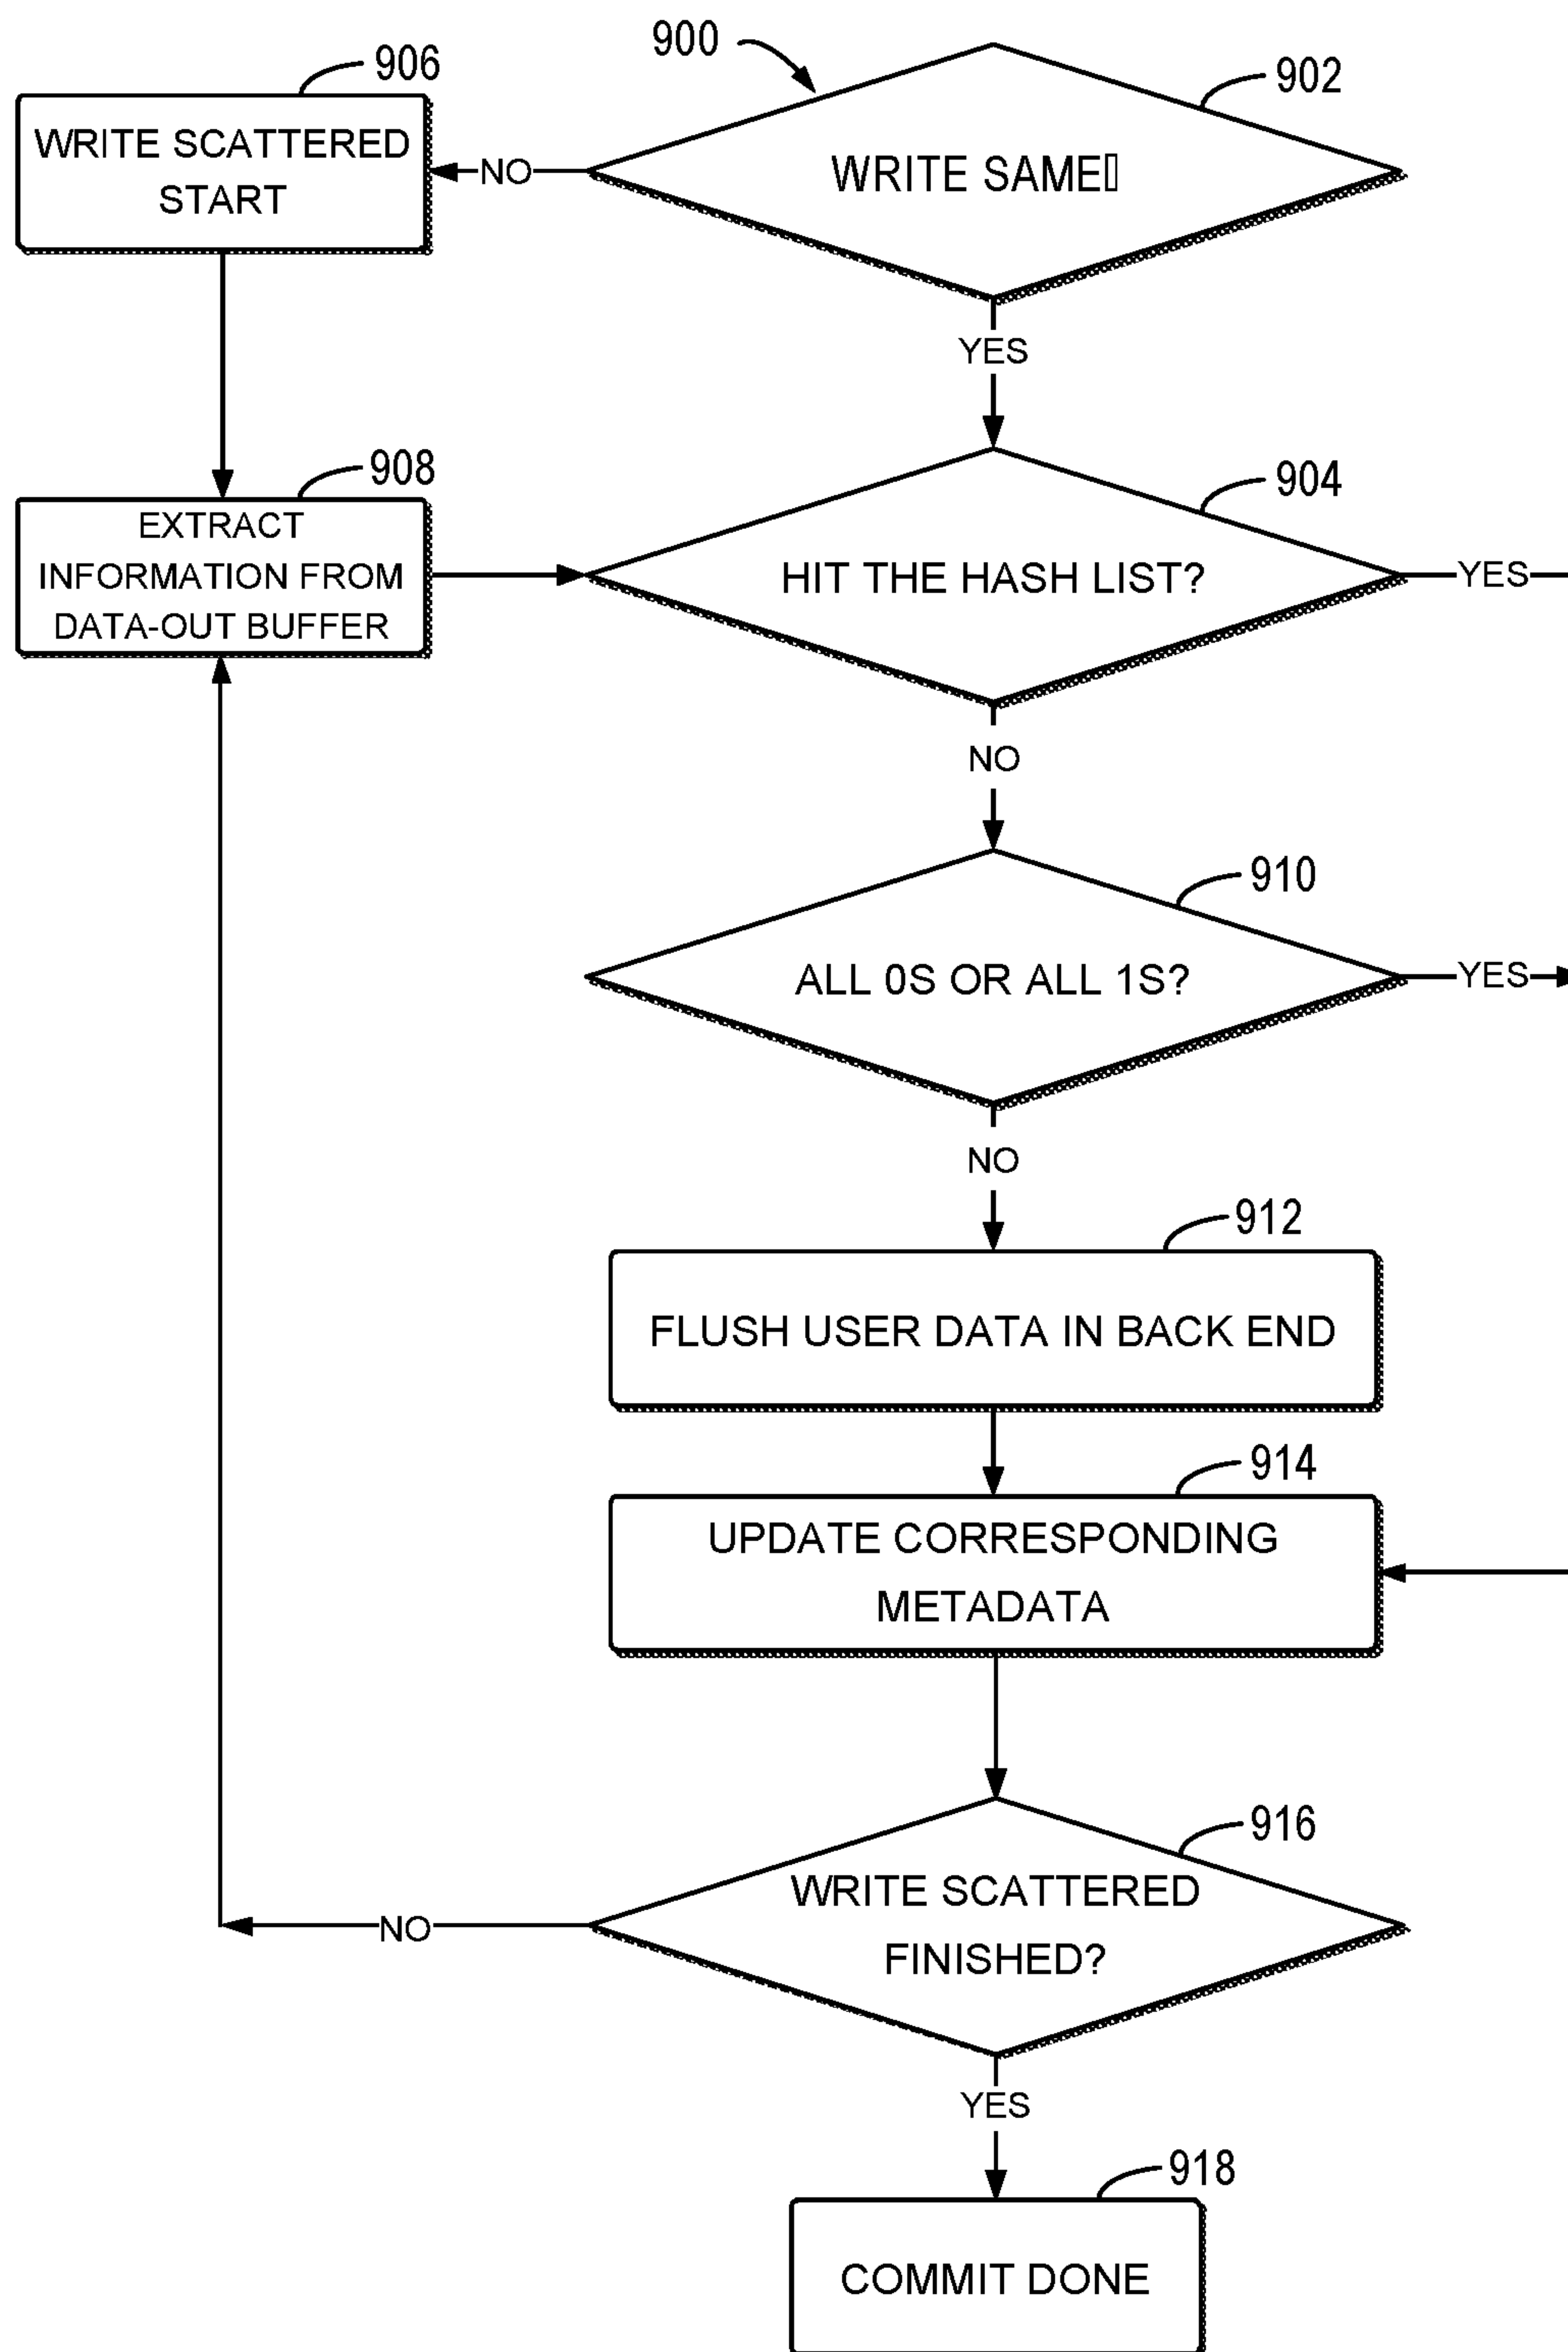 900
902
WRITE SAME▯
906
WRITE SCATTERED
START
NO
YES
908
EXTRACT
INFORMATION FROM
DATA-OUT BUFFER
904
HIT THE HASH LIST?
YES
NO
910
ALL 0S OR ALL 1S?
YES
NO
912
FLUSH USER DATA IN BACK END
914
UPDATE CORRESPONDING
METADATA
916
WRITE SCATTERED
FINISHED?
NO
YES
918
COMMIT DONE